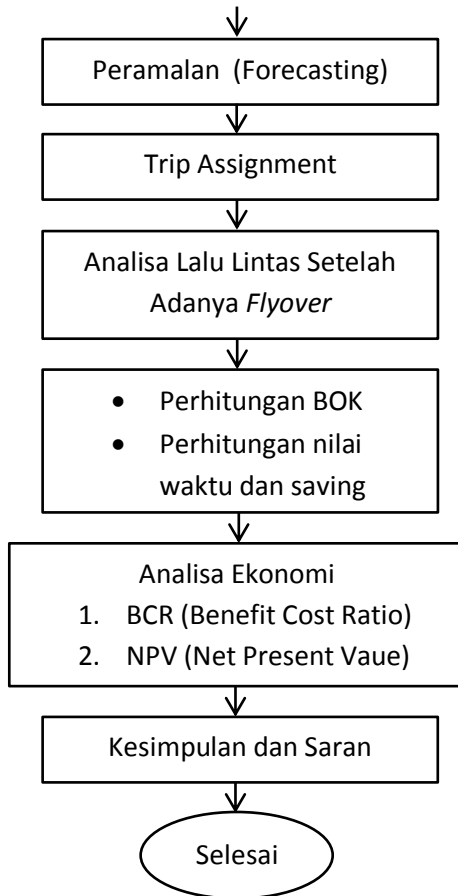 Peramalan  (Forecasting)
Trip Assignment
Analisa Lalu Lintas Setelah
Adanya Flyover
• Perhitungan BOK
• Perhitungan nilai
waktu dan saving
Analisa Ekonomi
1. BCR (Benefit Cost Ratio)
2. NPV (Net Present Vaue)
Kesimpulan dan Saran
Selesai